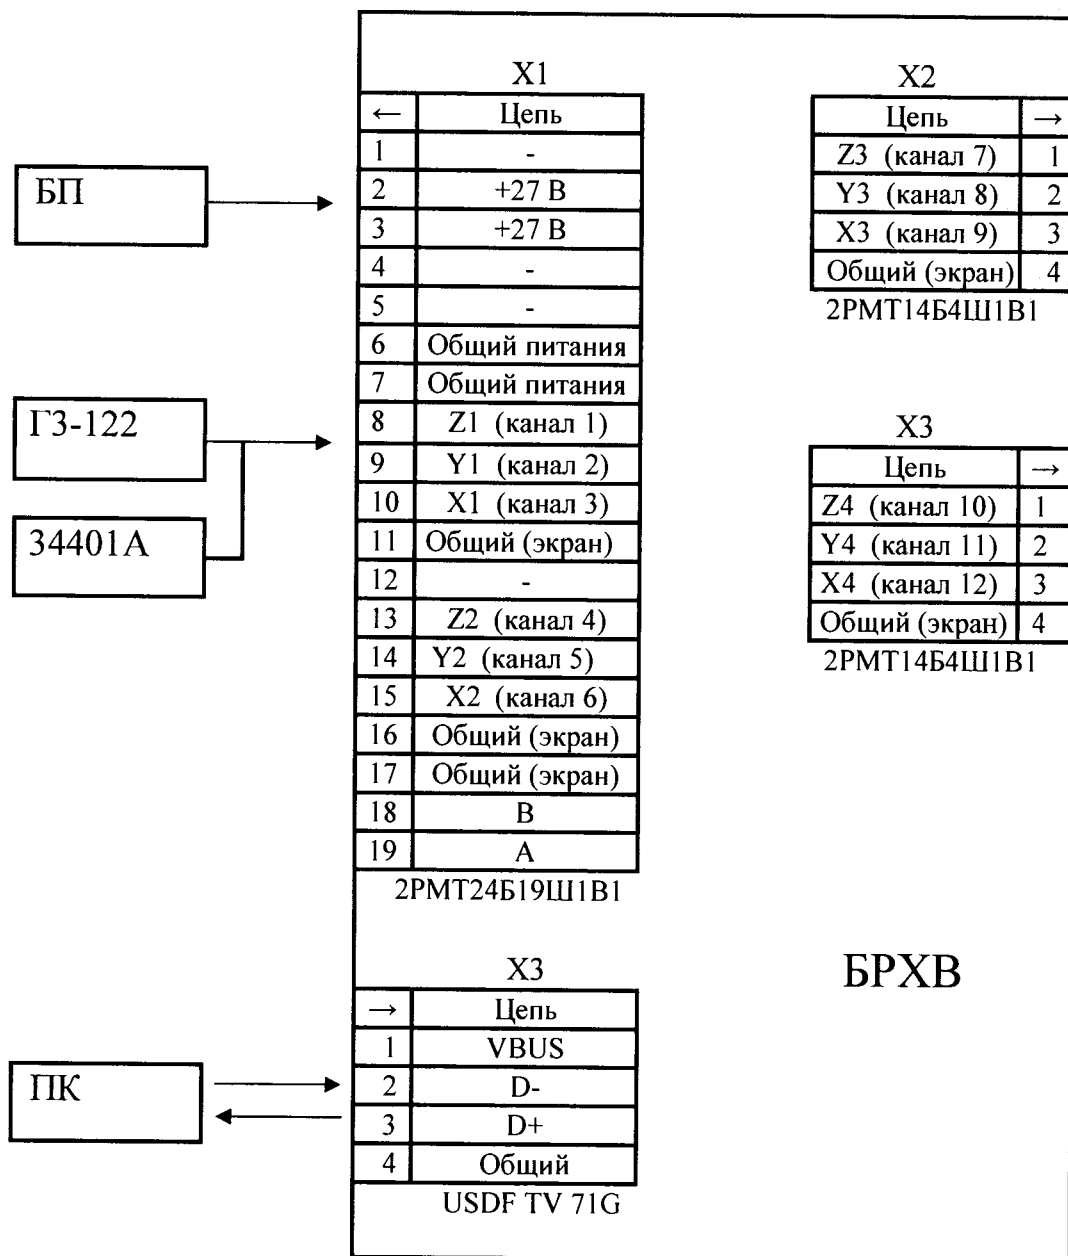 X1
← Цепь
1 -
2 +27 В
3 +27 В
4 -
5 -
6 Общий питания
7 Общий питания
8 Z1 (канал 1)
9 Y1 (канал 2)
10 X1 (канал 3)
11 Общий (экран)
12 -
13 Z2 (канал 4)
14 Y2 (канал 5)
15 X2 (канал 6)
16 Общий (экран)
17 Общий (экран)
18 B
19 A
2РМТ24Б19Ш1В1
X2
Цепь →
Z3 (канал 7) 1
Y3 (канал 8) 2
X3 (канал 9) 3
Общий (экран) 4
2РМТ14Б4Ш1В1
X3
Цепь →
Z4 (канал 10) 1
Y4 (канал 11) 2
X4 (канал 12) 3
Общий (экран) 4
2РМТ14Б4Ш1В1
БП
Г3-122
34401А
ПК
X3
→ Цепь
1 VBUS
2 D-
3 D+
4 Общий
USDF TV 71G
БРХВ